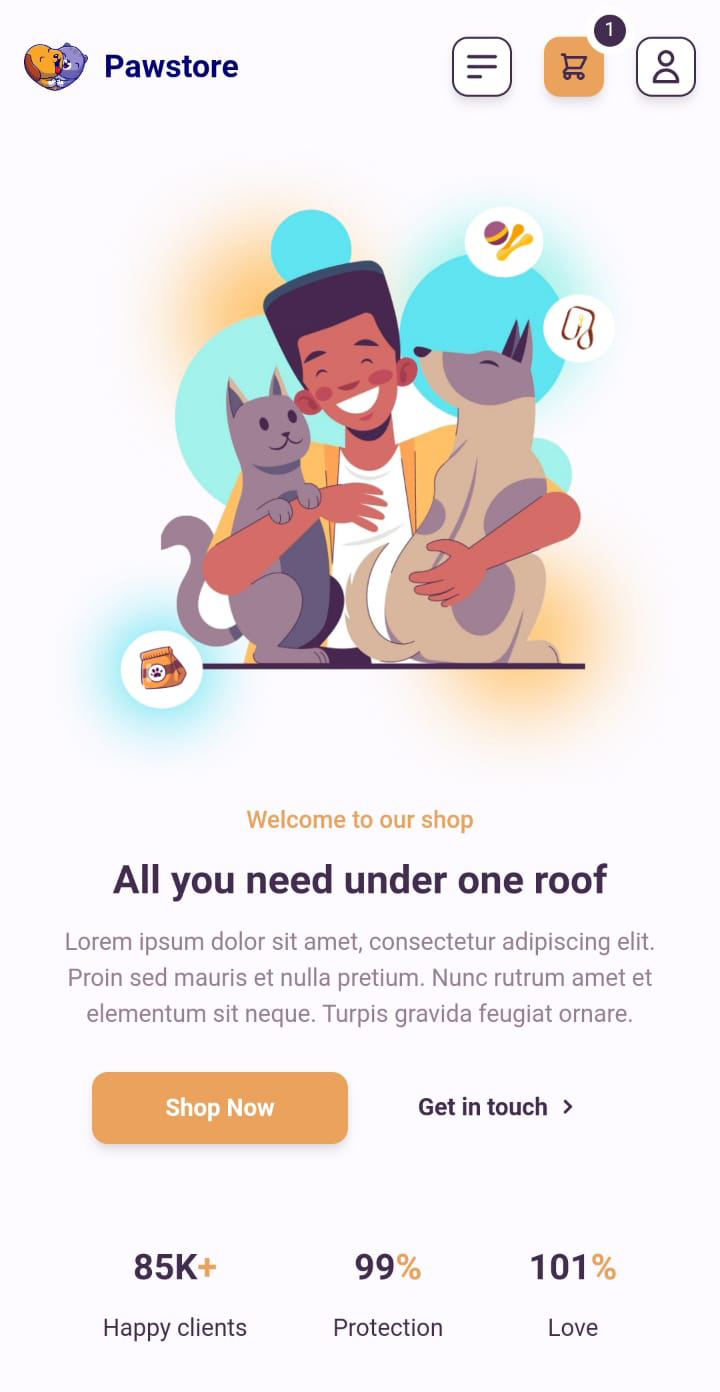 Pawstore
1
Welcome to our shop
All you need under one roof
Lorem ipsum dolor sit amet, consectetur adipiscing elit.
Proin sed mauris et nulla pretium. Nunc rutrum amet et
elementum sit neque. Turpis gravida feugiat ornare.
Shop Now
Get in touch
85K+ 99% 101%
Happy clients Protection Love